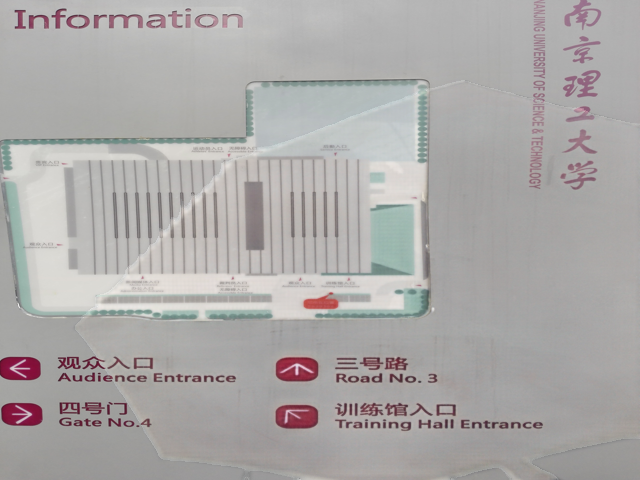 Information
南京理工大学
NANJING UNIVERSITY OF SCIENCE & TECHNOLOGY
观众入口
Audience Entrance
三号路
Road No. 3
四号门
Gate No.4
训练馆入口
Training Hall Entrance